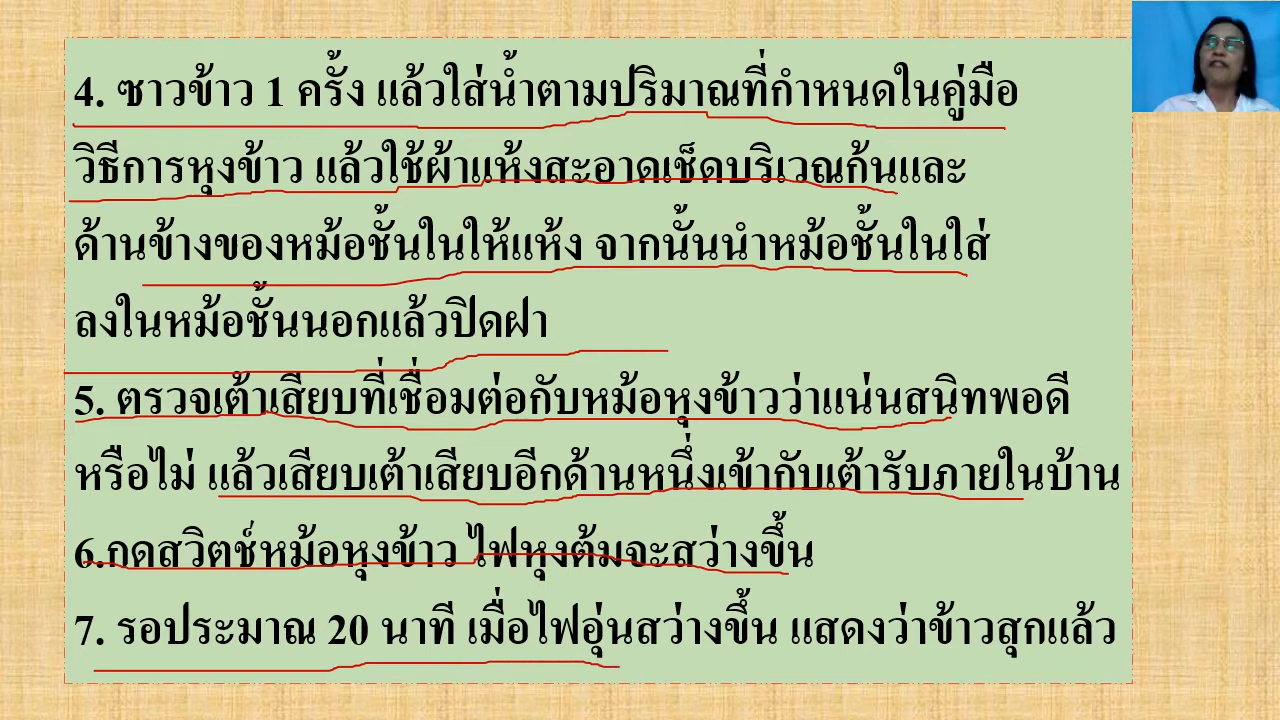 4. ซาวข้าว 1 ครั้ง แล้วใส่น้ำตามปริมาณที่กำหนดในคู่มือ
วิธีการหุงข้าว แล้วใช้ผ้าแห้งสะอาดเช็ดบริเวณก้นและ
ด้านข้างของหม้อชั้นในให้แห้ง จากนั้นนำหม้อชั้นในใส่
ลงในหม้อชั้นนอกแล้วปิดฝา
5. ตรวจเต้าเสียบที่เชื่อมต่อกับหม้อหุงข้าวว่าแน่นสนิทพอดี
หรือไม่ แล้วเสียบเต้าเสียบอีกด้านหนึ่งเข้ากับเต้ารับภายในบ้าน
6.กดสวิตช์หม้อหุงข้าว ไฟหุงต้มจะสว่างขึ้น
7. รอประมาณ 20 นาที เมื่อไฟอุ่นสว่างขึ้น แสดงว่าข้าวสุกแล้ว